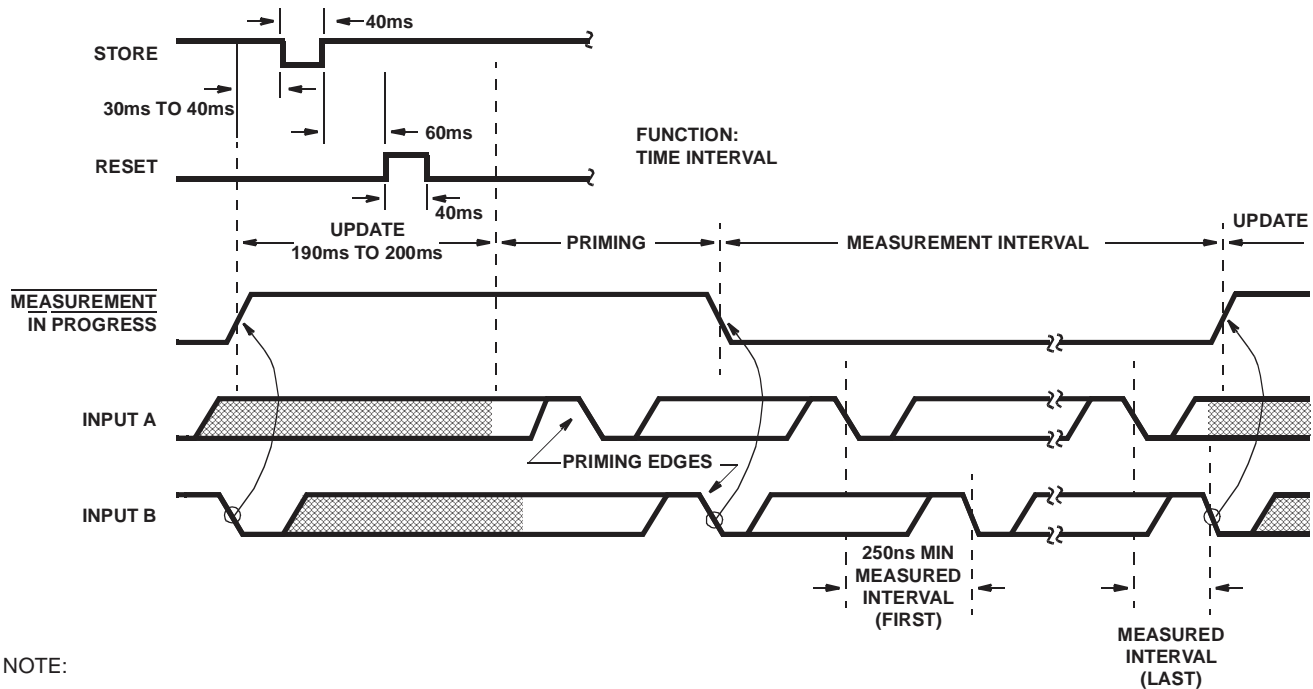 40ms
STORE
30ms TO 40ms
60ms
FUNCTION:
TIME INTERVAL
RESET
40ms
UPDATE
190ms TO 200ms
PRIMING
MEASUREMENT INTERVAL
UPDATE
MEASUREMENT
IN PROGRESS
INPUT A
PRIMING EDGES
INPUT B
250ns MIN
MEASURED
INTERVAL
(FIRST)
MEASURED
INTERVAL
(LAST)
NOTE: